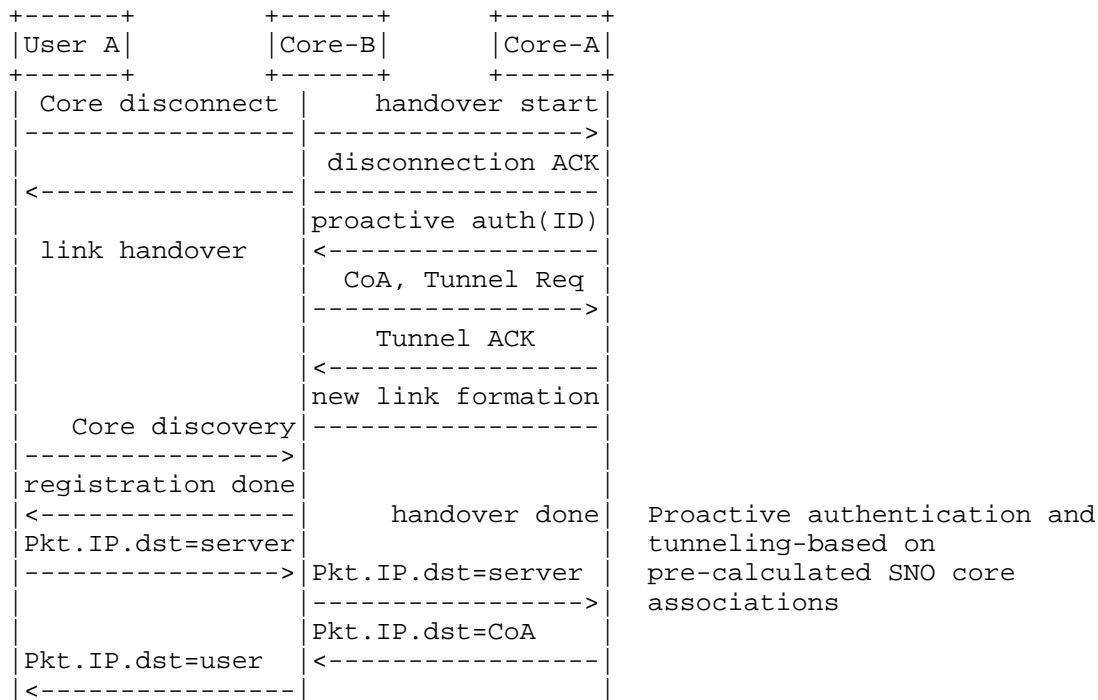 User A Core-B Core-A
Core disconnect handover start
disconnection ACK
proactive auth(ID)
link handover
CoA, Tunnel Req
Tunnel ACK
new link formation
Core discovery
registration done
handover done Proactive authentication and
Pkt.IP.dst=server tunneling-based on
Pkt.IP.dst=server pre-calculated SNO core
associations
Pkt.IP.dst=CoA
Pkt.IP.dst=user